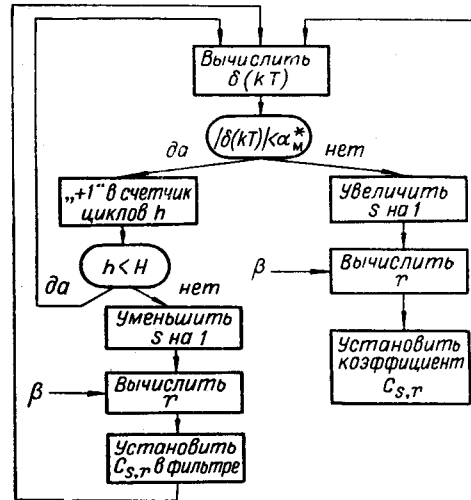 Вычислить
δ(kT)
|δ(kT)|<α*м
да
нет
„+1" в счетчик
циклов h
Увеличить
s на 1
h < H
да
нет
β
Вычислить
r
Уменьшить
s на 1
Установить
коэффициент
Cs,r
β
Вычислить
r
Установить
Cs,r в фильтре